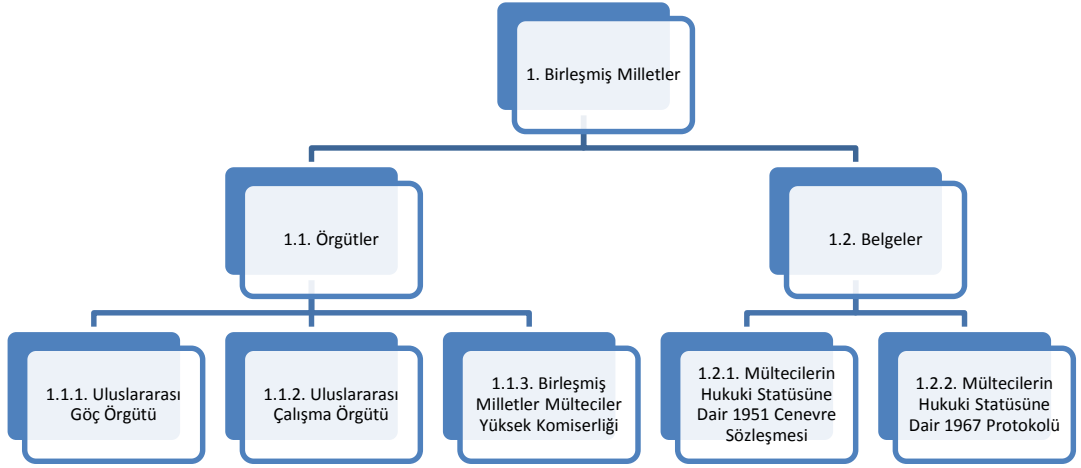 1. Birleşmiş Milletler
1.1. Örgütler
1.2. Belgeler
1.1.1. Uluslararası
Göç Örgütü
1.1.2. Uluslararası
Çalışma Örgütü
1.1.3. Birleşmiş
Milletler Mülteciler
Yüksek Komiserliği
1.2.1. Mültecilerin
Hukuki Statüsüne
Dair 1951 Cenevre
Sözleşmesi
1.2.2. Mültecilerin
Hukuki Statüsüne
Dair 1967 Protokolü